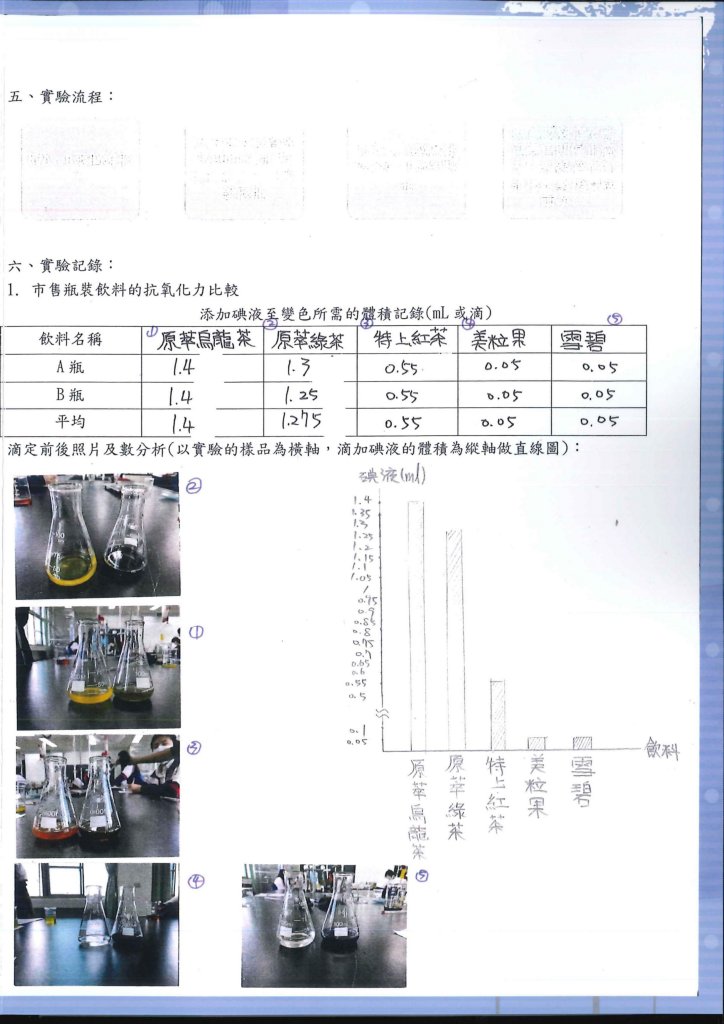 五、實驗流程：
六、實驗記錄：
1. 市售瓶裝飲料的抗氧化力比較
添加碘液至變色所需的體積記錄(mL 或滴)
飲料名稱 ①原萃烏龍茶 ②原萃綠茶 ③特上紅茶 ④美粒果 ⑤雪碧
A 瓶 1.4 1.3 0.55 0.05 0.05
B 瓶 1.4 1.25 0.55 0.05 0.05
平均 1.4 1.275 0.55 0.05 0.05
滴定前後照片及數分析(以實驗的樣品為橫軸，滴加碘液的體積為縱軸做直線圖)：
②
①
③
④
⑤
碘液(ml)
1.4
1.35
1.3
1.25
1.2
1.15
1.1
1.05
1
0.95
0.9
0.85
0.8
0.75
0.7
0.65
0.6
0.55
0.5
0.1
0.05
飲料
原萃烏龍茶
原萃綠茶
特上紅茶
美粒果
雪碧